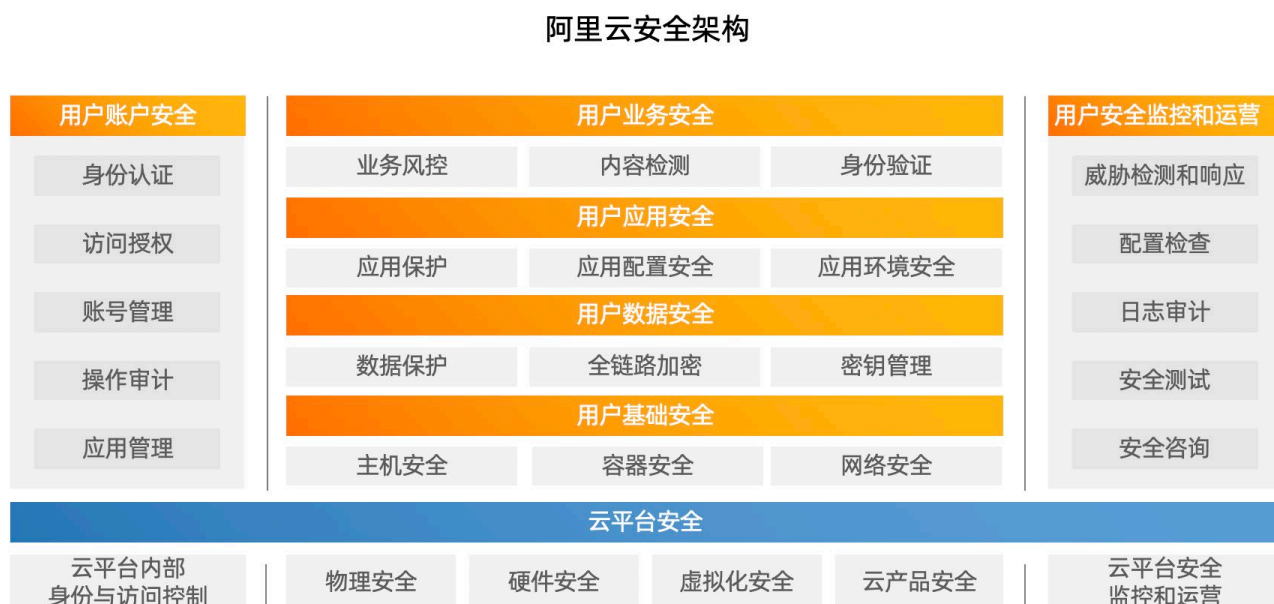 阿里云安全架构
用户账户安全
身份认证
访问授权
账号管理
操作审计
应用管理
用户业务安全
业务风控
内容检测
身份验证
用户应用安全
应用保护
应用配置安全
应用环境安全
用户数据安全
数据保护
全链路加密
密钥管理
用户基础安全
主机安全
容器安全
网络安全
用户安全监控和运营
威胁检测和响应
配置检查
日志审计
安全测试
安全咨询
云平台安全
云平台内部
身份与访问控制
物理安全
硬件安全
虚拟化安全
云产品安全
云平台安全
监控和运营